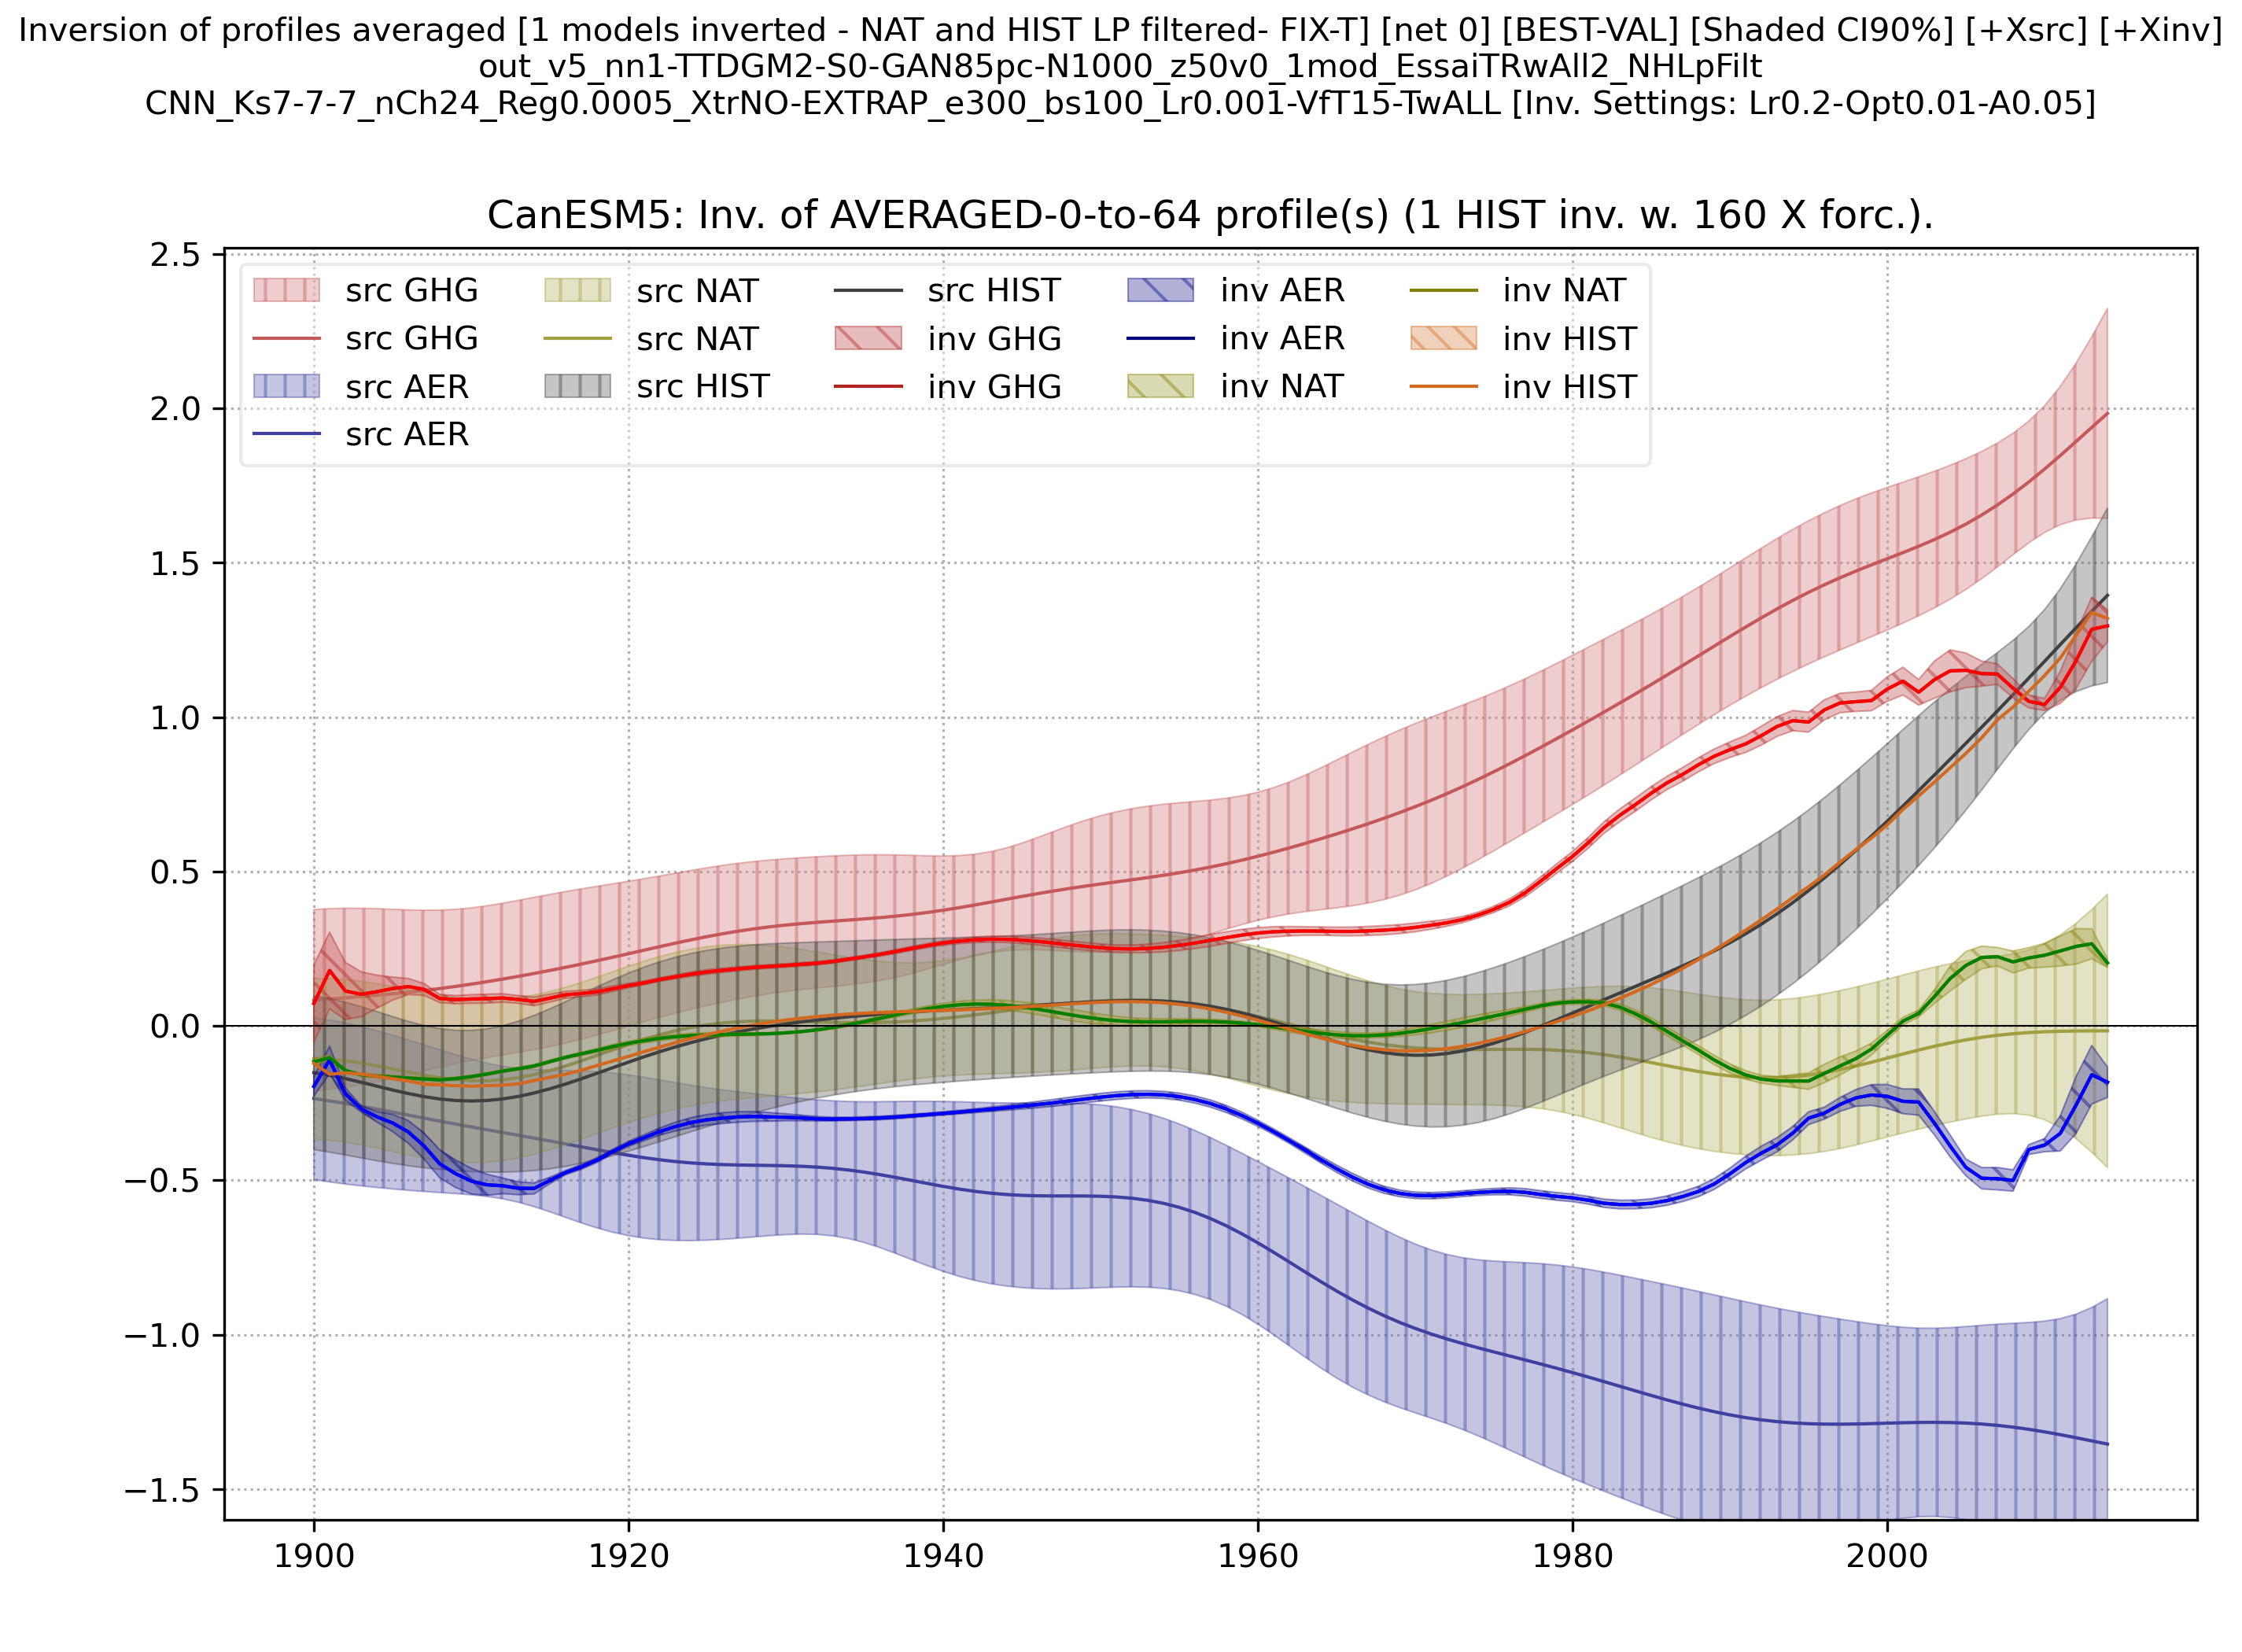 Inversion of profiles averaged [1 models inverted - NAT and HIST LP filtered- FIX-T] [net 0] [BEST-VAL] [Shaded CI90%] [+Xsrc] [+Xinv]
out_v5_nn1-TTDGM2-S0-GAN85pc-N1000_z50v0_1mod_EssaiTRwAll2_NHLpFilt
CNN_Ks7-7-7_nCh24_Reg0.0005_XtrNO-EXTRAP_e300_bs100_Lr0.001-VfT15-TwALL [Inv. Settings: Lr0.2-Opt0.01-A0.05]
CanESM5: Inv. of AVERAGED-0-to-64 profile(s) (1 HIST inv. w. 160 X forc.).
src GHG
src GHG
src AER
src AER
src NAT
src NAT
src HIST
src HIST
inv GHG
inv GHG
inv AER
inv AER
inv NAT
inv NAT
inv HIST
inv HIST
2.5
2.0
1.5
1.0
0.5
0.0
−0.5
−1.0
−1.5
1900
1920
1940
1960
1980
2000